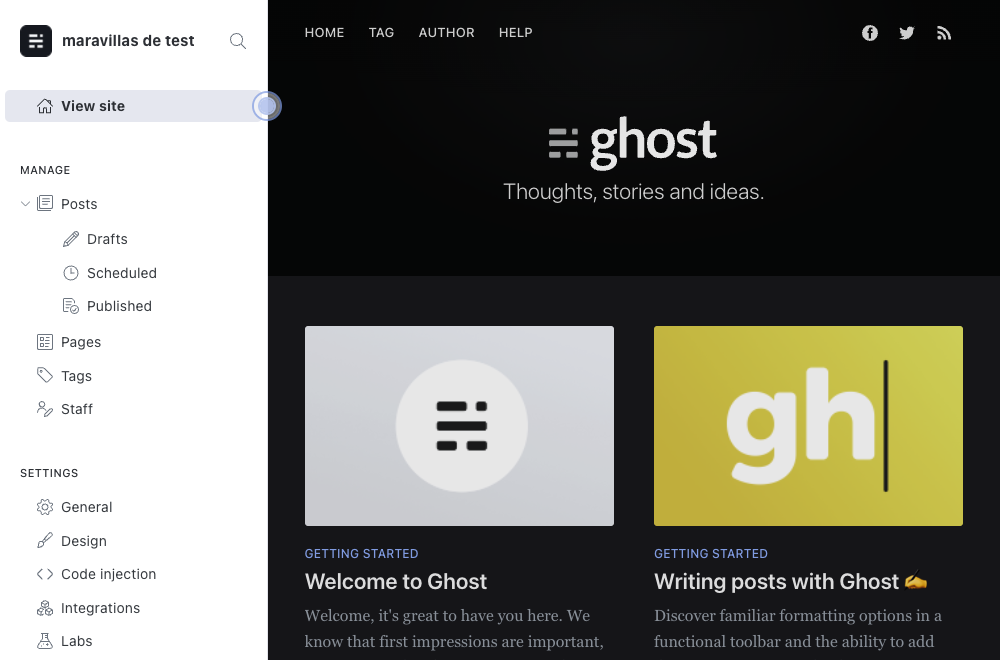 maravillas de test
View site
MANAGE
Posts
Drafts
Scheduled
Published
Pages
Tags
Staff
SETTINGS
General
Design
Code injection
Integrations
Labs
HOME TAG AUTHOR HELP
ghost
Thoughts, stories and ideas.
GETTING STARTED
Welcome to Ghost
Welcome, it's great to have you here. We
know that first impressions are important,
gh
GETTING STARTED
Writing posts with Ghost ✍️
Discover familiar formatting options in a
functional toolbar and the ability to add